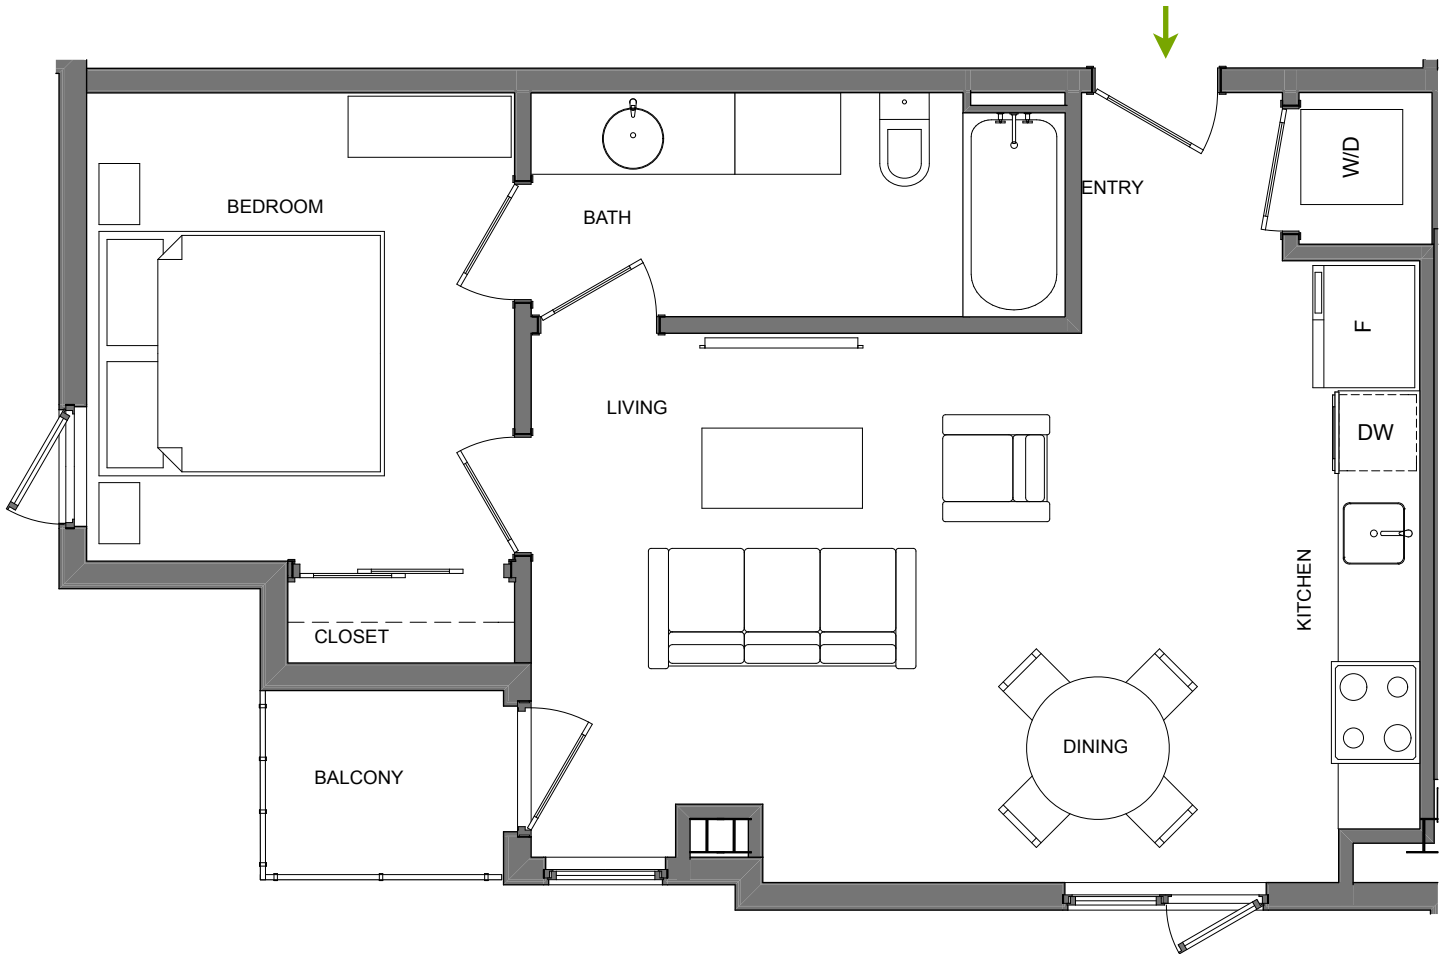 W/D
ENTRY
BEDROOM
BATH
F
LIVING
DW
KITCHEN
CLOSET
DINING
BALCONY